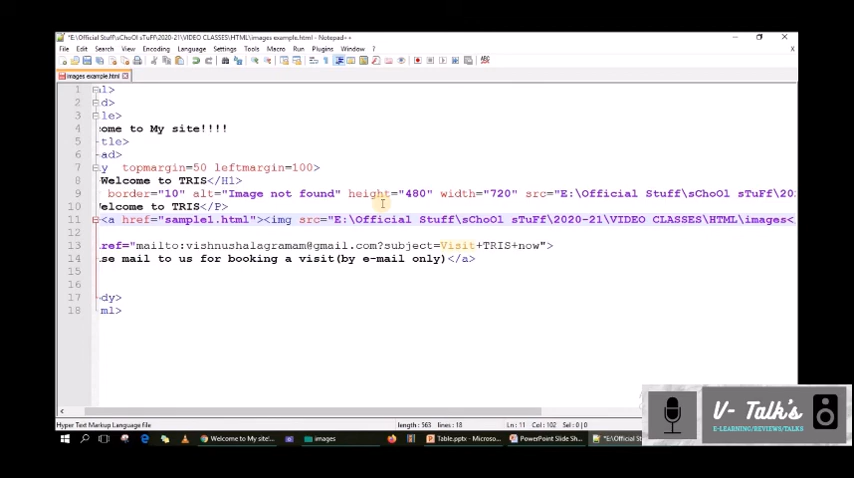 *E:\Official Stuff\sChoOl sTuFf\2020-21\VIDEO CLASSES\HTML\images example.html - Notepad++
File Edit Search View Encoding Language Settings Tools Macro Run Plugins Window ? X
images example.html
1 al>
2 d>
3 le>
4 ome to My site!!!!
5 tle>
6 ad>
7 y topmargin=50 leftmargin=100>
8 Welcome to TRIS</H1>
9 border="10" alt="Image not found" height="480" width="720" src="E:\Official Stuff\sChoOl sTuFf\202
10 Welcome to TRIS</P>
11 <a href="sample1.html"><img src="E:\Official Stuff\sChoOl sTuFf\2020-21\VIDEO CLASSES\HTML\images<
12
13 ref="mailto:vishnushalagramam@gmail.com?subject=Visit+TRIS+now">
14 se mail to us for booking a visit(by e-mail only)</a>
15
16
17 dy>
18 ml>
Hyper Text Markup Language file length : 563 lines : 18 Ln : 11 Col : 102 Sel : 0 | 0
Welcome to My site!... images Table.pptx - Microso... PowerPoint Slide Sh... *E:\Official Stuff\sCh
V- Talk's
E-LEARNING/REVIEWS/TALKS